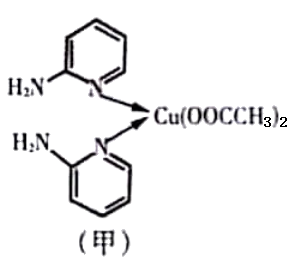 H₂N
N
Cu(OOCCH₃)₂
H₂N
N
(甲)